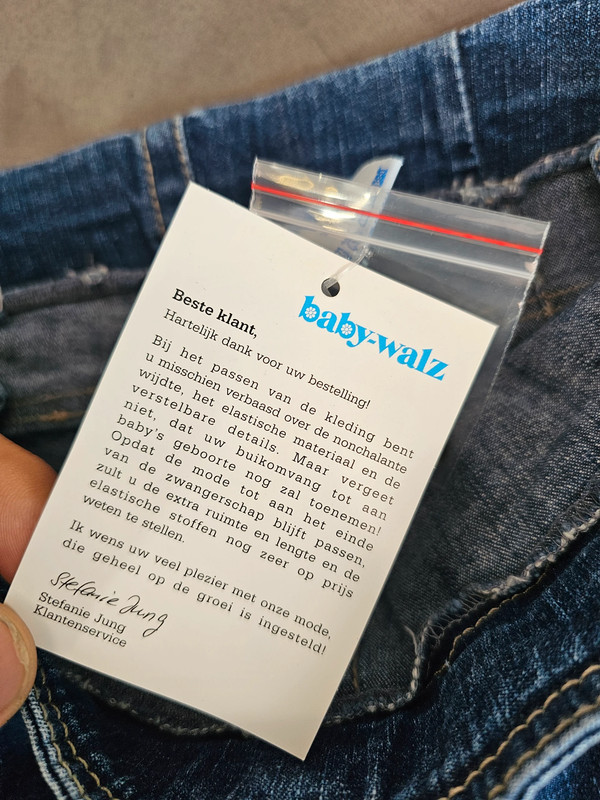 baby-walz
Beste klant,
Hartelijk dank voor uw bestelling!
Bij het passen van de kleding bent
u misschien verbaasd over de nonchalante
wijdte, het elastische materiaal en de
verstelbare details. Maar vergeet
niet, dat uw buikomvang tot aan
baby's geboorte nog zal toenemen!
Opdat de mode tot aan het einde
van de zwangerschap blijft passen,
zult u de extra ruimte en lengte en de
elastische stoffen nog zeer op prijs
weten te stellen.
Ik wens uw veel plezier met onze mode,
die geheel op de groei is ingesteld!
Stefanie Jung
Stefanie Jung
Klantenservice